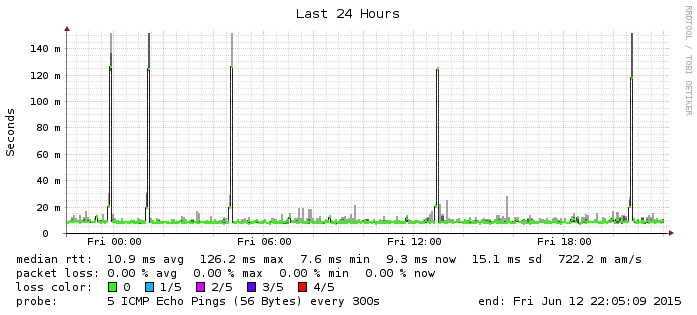 Last 24 Hours
RRDTOOL / TOBI OETIKER
Seconds
140 m
120 m
100 m
80 m
60 m
40 m
20 m
0
Fri 00:00 Fri 06:00 Fri 12:00 Fri 18:00
median rtt: 10.9 ms avg 126.2 ms max 7.6 ms min 9.3 ms now 15.1 ms sd 722.2 m am/s
packet loss: 0.00 % avg 0.00 % max 0.00 % min 0.00 % now
loss color: 0 1/5 2/5 3/5 4/5
probe: 5 ICMP Echo Pings (56 Bytes) every 300s end: Fri Jun 12 22:05:09 2015